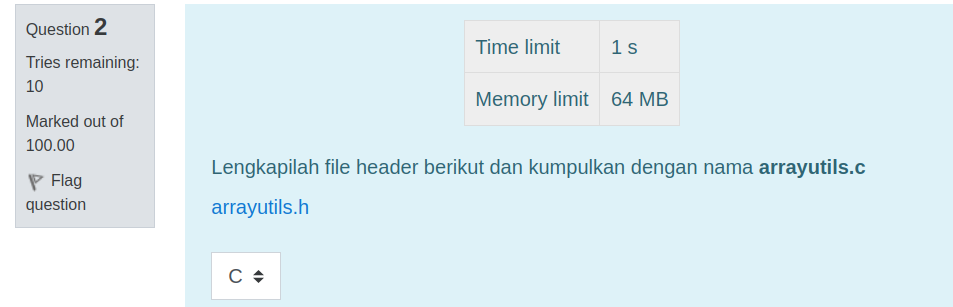 Question 2
Tries remaining:
10
Marked out of
100.00
Flag
question
Time limit 1 s
Memory limit 64 MB
Lengkapilah file header berikut dan kumpulkan dengan nama arrayutils.c
arrayutils.h
C